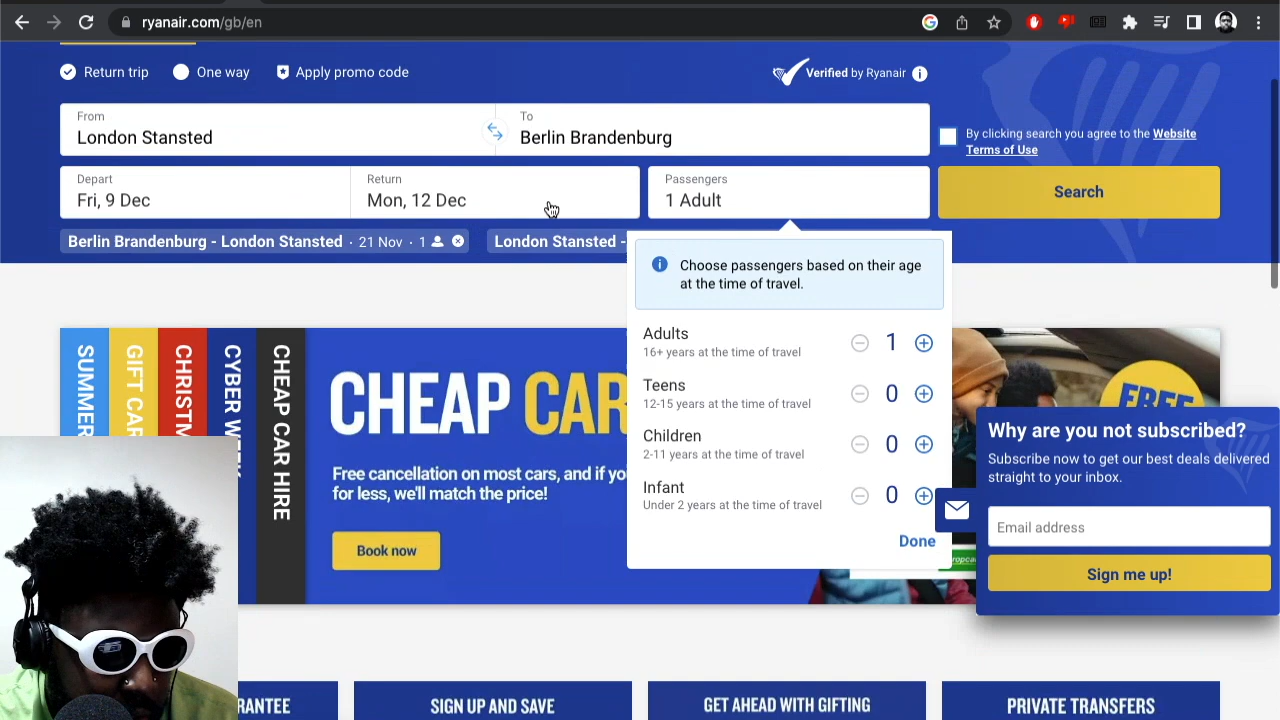 ryanair.com/gb/en
Return trip
One way
Apply promo code
Verified by Ryanair
From
London Stansted
To
Berlin Brandenburg
By clicking search you agree to the Website
Terms of Use
Depart
Fri, 9 Dec
Return
Mon, 12 Dec
Passengers
1 Adult
Search
Berlin Brandenburg - London Stansted · 21 Nov · 1
London Stansted -
Choose passengers based on their age
at the time of travel.
Adults
16+ years at the time of travel
1
Teens
12-15 years at the time of travel
0
Children
2-11 years at the time of travel
0
Infant
Under 2 years at the time of travel
0
Done
SUMMER
GIFT CAR
CHRISTM
CYBER W
CHEAP CAR HIRE
CHEAP CAR
Free cancellation on most cars, and if you
for less, we'll match the price!
Book now
FREE
Why are you not subscribed?
Subscribe now to get our best deals delivered
straight to your inbox.
Email address
Sign me up!
RANTEE
SIGN UP AND SAVE
GET AHEAD WITH GIFTING
PRIVATE TRANSFERS